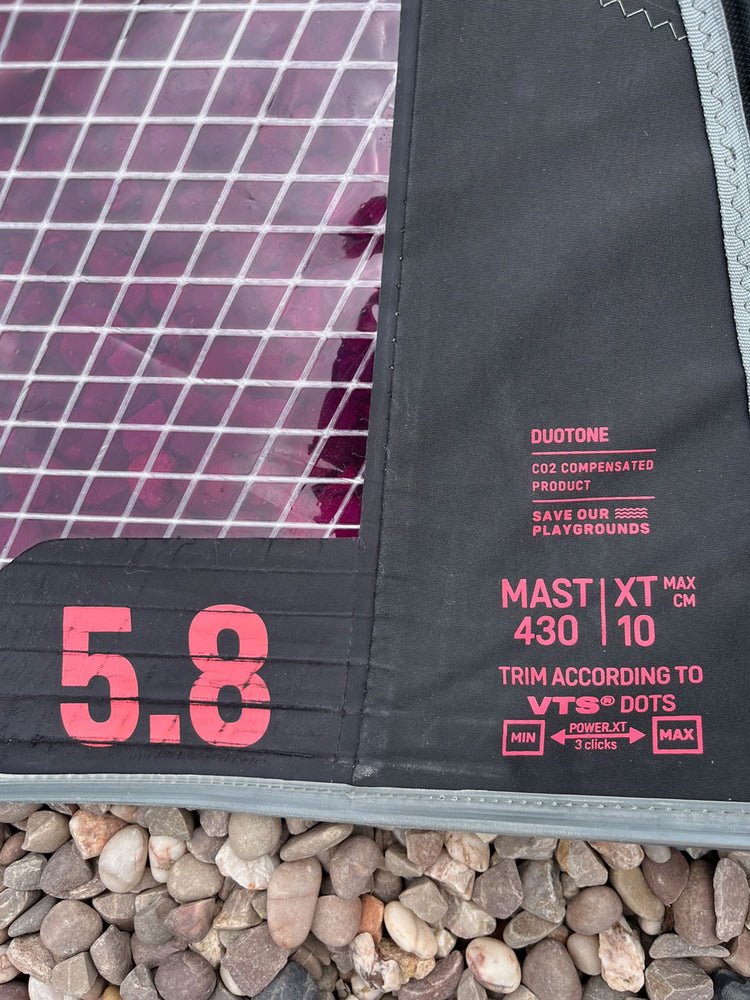 DUOTONE
CO2 COMPENSATED
PRODUCT
SAVE OUR
PLAYGROUNDS
MAST XT MAX
CM
430 10
TRIM ACCORDING TO
VTS® DOTS
MIN POWER.XT MAX
3 clicks
5.8